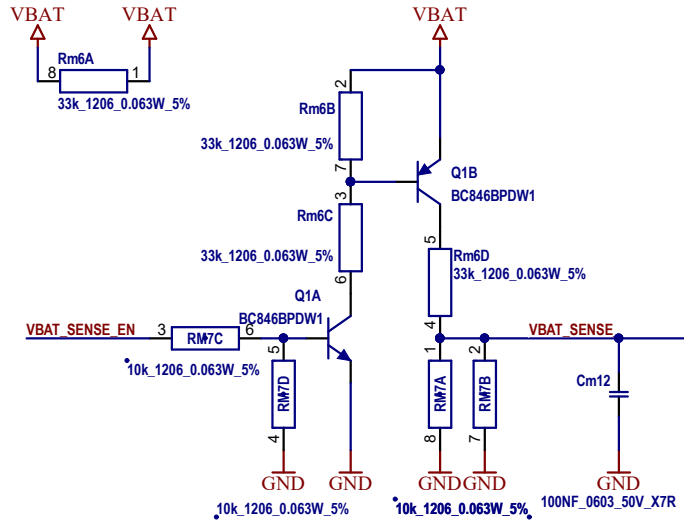 VBAT VBAT VBAT
Rm6A
8 1
33k_1206_0.063W_5%
2
Rm6B
33k_1206_0.063W_5%
7
Q1B
BC846BPDW1
3
Rm6C
33k_1206_0.063W_5%
6
5
Rm6D
33k_1206_0.063W_5%
4
Q1A
BC846BPDW1
VBAT_SENSE_EN
3 RM7C 6
10k_1206_0.063W_5%
VBAT_SENSE
5
RM7D
4
1
RM7A
8
2
RM7B
7
Cm12
GND GND GND GND GND
10k_1206_0.063W_5%
10k_1206_0.063W_5%
100NF_0603_50V_X7R